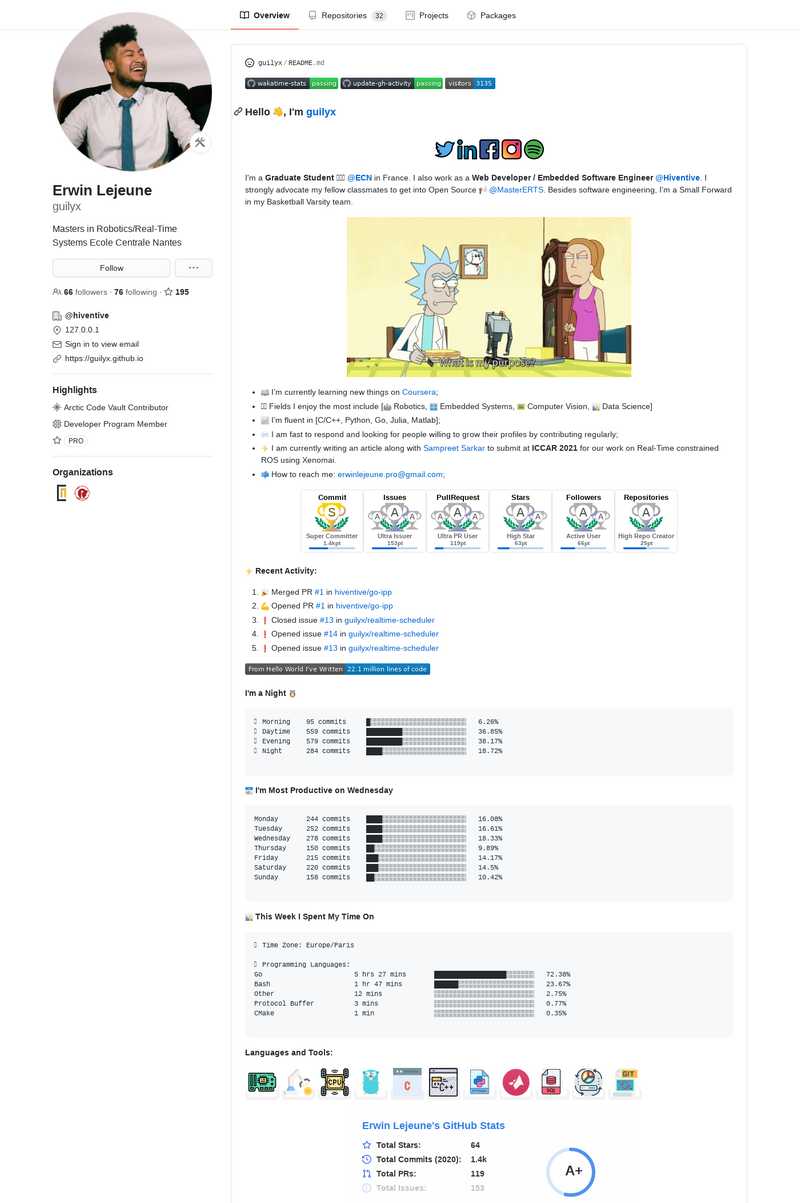 Overview
Repositories 32
Projects
Packages
Erwin Lejeune
guilyx
Masters in Robotics/Real-Time
Systems Ecole Centrale Nantes
Follow
66 followers · 76 following · 195
@hiventive
127.0.0.1
Sign in to view email
https://guilyx.github.io
Highlights
Arctic Code Vault Contributor
Developer Program Member
PRO
Organizations
guilyx/README.md
wakatime-stats passing update-gh-activity passing visitors 3135
Hello 👋, I'm guilyx
I'm a Graduate Student @ECN in France. I also work as a Web Developer / Embedded Software Engineer @Hiventive. I
strongly advocate my fellow classmates to get into Open Source @MasterERTS. Besides software engineering, I'm a Small Forward
in my Basketball Varsity team.
What is my purpose?
I'm currently learning new things on Coursera;
Fields I enjoy the most include [🤖 Robotics, Embedded Systems, Computer Vision, Data Science]
I'm fluent in [C/C++, Python, Go, Julia, Matlab];
I am fast to respond and looking for people willing to grow their profiles by contributing regularly;
I am currently writing an article along with Sampreet Sarkar to submit at ICCAR 2021 for our work on Real-Time constrained
ROS using Xenomai.
How to reach me: erwinlejeune.pro@gmail.com;
Commit Issues PullRequest Stars Followers Repositories
S A A A A A A A A A A
Super Committer Ultra Issuer Ultra PR User High Star Active User High Repo Creator
1.4kpt 153pt 119pt 63pt 66pt 25pt
⚡ Recent Activity:
1. 🎉 Merged PR #1 in hiventive/go-ipp
2. 💪 Opened PR #1 in hiventive/go-ipp
3. ❗ Closed issue #13 in guilyx/realtime-scheduler
4. ❗ Opened issue #14 in guilyx/realtime-scheduler
5. ❗ Opened issue #13 in guilyx/realtime-scheduler
From Hello World I've Written 22.1 million lines of code
I'm a Night 🦉
Morning 95 commits 6.26%
Daytime 559 commits 36.85%
Evening 579 commits 38.17%
Night 284 commits 18.72%
📅 I'm Most Productive on Wednesday
Monday 244 commits 16.08%
Tuesday 252 commits 16.61%
Wednesday 278 commits 18.33%
Thursday 150 commits 9.89%
Friday 215 commits 14.17%
Saturday 220 commits 14.5%
Sunday 158 commits 10.42%
📊 This Week I Spent My Time On
Time Zone: Europe/Paris
Programming Languages:
Go 5 hrs 27 mins 72.38%
Bash 1 hr 47 mins 23.67%
Other 12 mins 2.75%
Protocol Buffer 3 mins 0.77%
CMake 1 min 0.35%
Languages and Tools:
CPU C C++ SQL GIT
Erwin Lejeune's GitHub Stats
Total Stars: 64
Total Commits (2020): 1.4k
Total PRs: 119
A+
Total Issues: 153